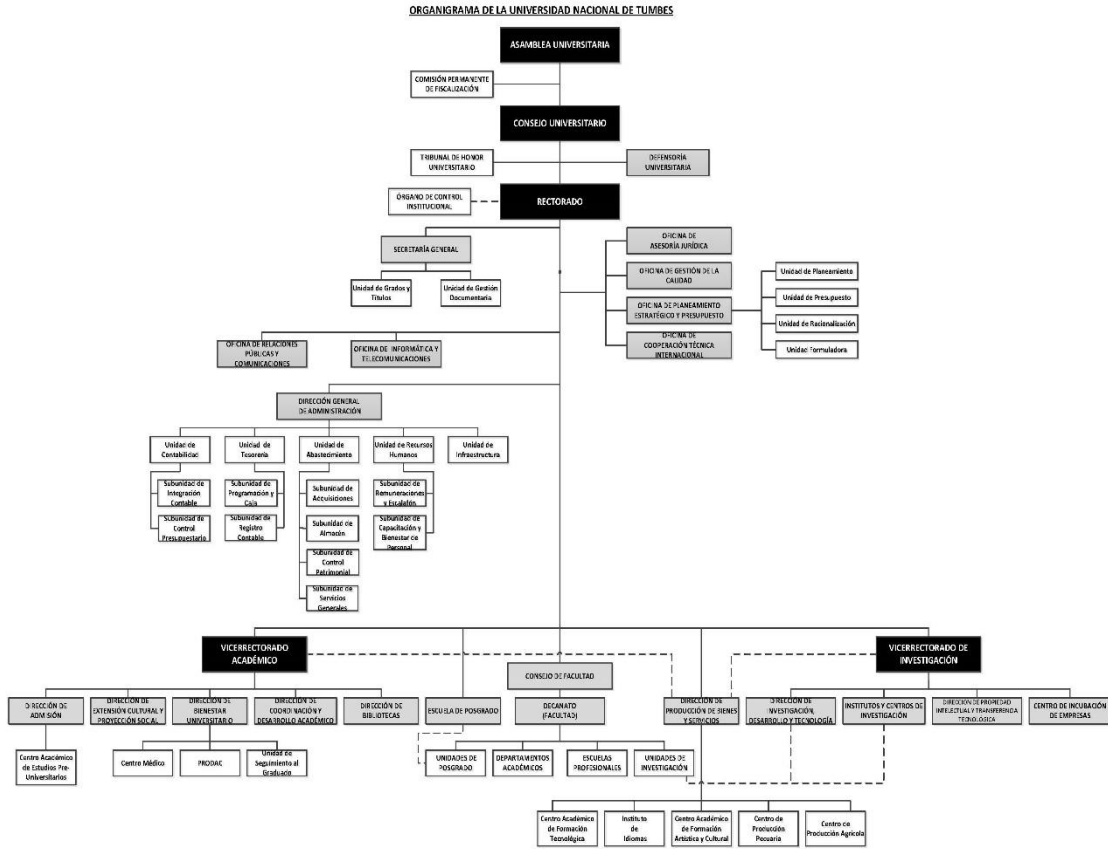 ORGANIGRAMA DE LA UNIVERSIDAD NACIONAL DE TUMBES
ASAMBLEA UNIVERSITARIA
COMISIÓN PERMANENTE
DE FISCALIZACIÓN
CONSEJO UNIVERSITARIO
TRIBUNAL DE HONOR
UNIVERSITARIO
DEFENSORÍA
UNIVERSITARIA
ÓRGANO DE CONTROL
INSTITUCIONAL
RECTORADO
SECRETARÍA GENERAL
Unidad de Grados y
Títulos
Unidad de Gestión
Documentaria
OFICINA DE
ASESORÍA JURÍDICA
OFICINA DE GESTIÓN DE LA
CALIDAD
OFICINA DE PLANEAMIENTO
ESTRATÉGICO Y PRESUPUESTO
OFICINA DE
COOPERACIÓN TÉCNICA
INTERNACIONAL
Unidad de Planeamiento
Unidad de Presupuesto
Unidad de Racionalización
Unidad Formuladora
OFICINA DE RELACIONES
PÚBLICAS Y
COMUNICACIONES
OFICINA DE INFORMÁTICA Y
TELECOMUNICACIONES
DIRECCIÓN GENERAL
DE ADMINISTRACIÓN
Unidad de
Contabilidad
Unidad de
Tesorería
Unidad de
Abastecimiento
Unidad de Recursos
Humanos
Unidad de
Infraestructura
Subunidad de
Integración
Contable
Subunidad de
Control
Presupuestario
Subunidad de
Programación y
Caja
Subunidad de
Registro
Contable
Subunidad de
Adquisiciones
Subunidad de
Almacén
Subunidad de
Control
Patrimonial
Subunidad de
Servicios
Generales
Subunidad de
Remuneraciones
y Escalafón
Subunidad de
Capacitación y
Bienestar de
Personal
VICERRECTORADO
ACADÉMICO
CONSEJO DE FACULTAD
VICERRECTORADO DE
INVESTIGACIÓN
DIRECCIÓN DE
ADMISIÓN
DIRECCIÓN DE
EXTENSIÓN CULTURAL Y
PROYECCIÓN SOCIAL
DIRECCIÓN DE
BIENESTAR
UNIVERSITARIO
DIRECCIÓN DE
COORDINACIÓN Y
DESARROLLO ACADÉMICO
DIRECCIÓN DE
BIBLIOTECAS
ESCUELA DE POSGRADO
DECANATO
(FACULTAD)
DIRECCIÓN DE
PRODUCCIÓN DE BIENES
Y SERVICIOS
DIRECCIÓN DE
INVESTIGACIÓN,
DESARROLLO Y TECNOLOGÍA
INSTITUTOS Y CENTROS DE
INVESTIGACIÓN
DIRECCIÓN DE PROPIEDAD
INTELECTUAL Y TRANSFERENCIA
TECNOLÓGICA
CENTRO DE INCUBACIÓN
DE EMPRESAS
Centro Académico
de Estudios Pre-
Universitarios
Centro Médico
PRODAC
Unidad de
Seguimiento al
Graduado
UNIDADES DE
POSGRADO
DEPARTAMENTOS
ACADÉMICOS
ESCUELAS
PROFESIONALES
UNIDADES DE
INVESTIGACIÓN
Centro Académico
de Formación
Tecnológica
Instituto
de
Idiomas
Centro Académico
de Formación
Artística y Cultural
Centro de
Producción
Pecuaria
Centro de
Producción Agrícola